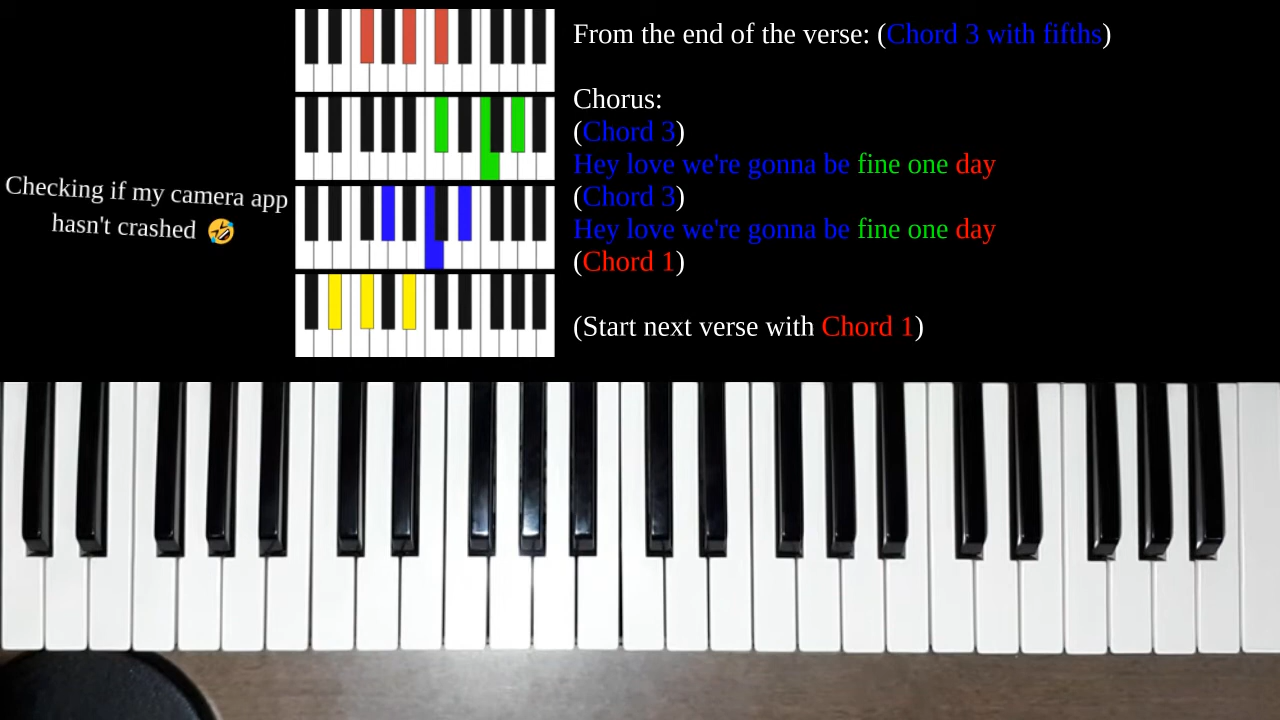 Checking if my camera app
hasn't crashed 🤣
From the end of the verse: (Chord 3 with fifths)
Chorus:
(Chord 3)
Hey love we're gonna be fine one day
(Chord 3)
Hey love we're gonna be fine one day
(Chord 1)
(Start next verse with Chord 1)